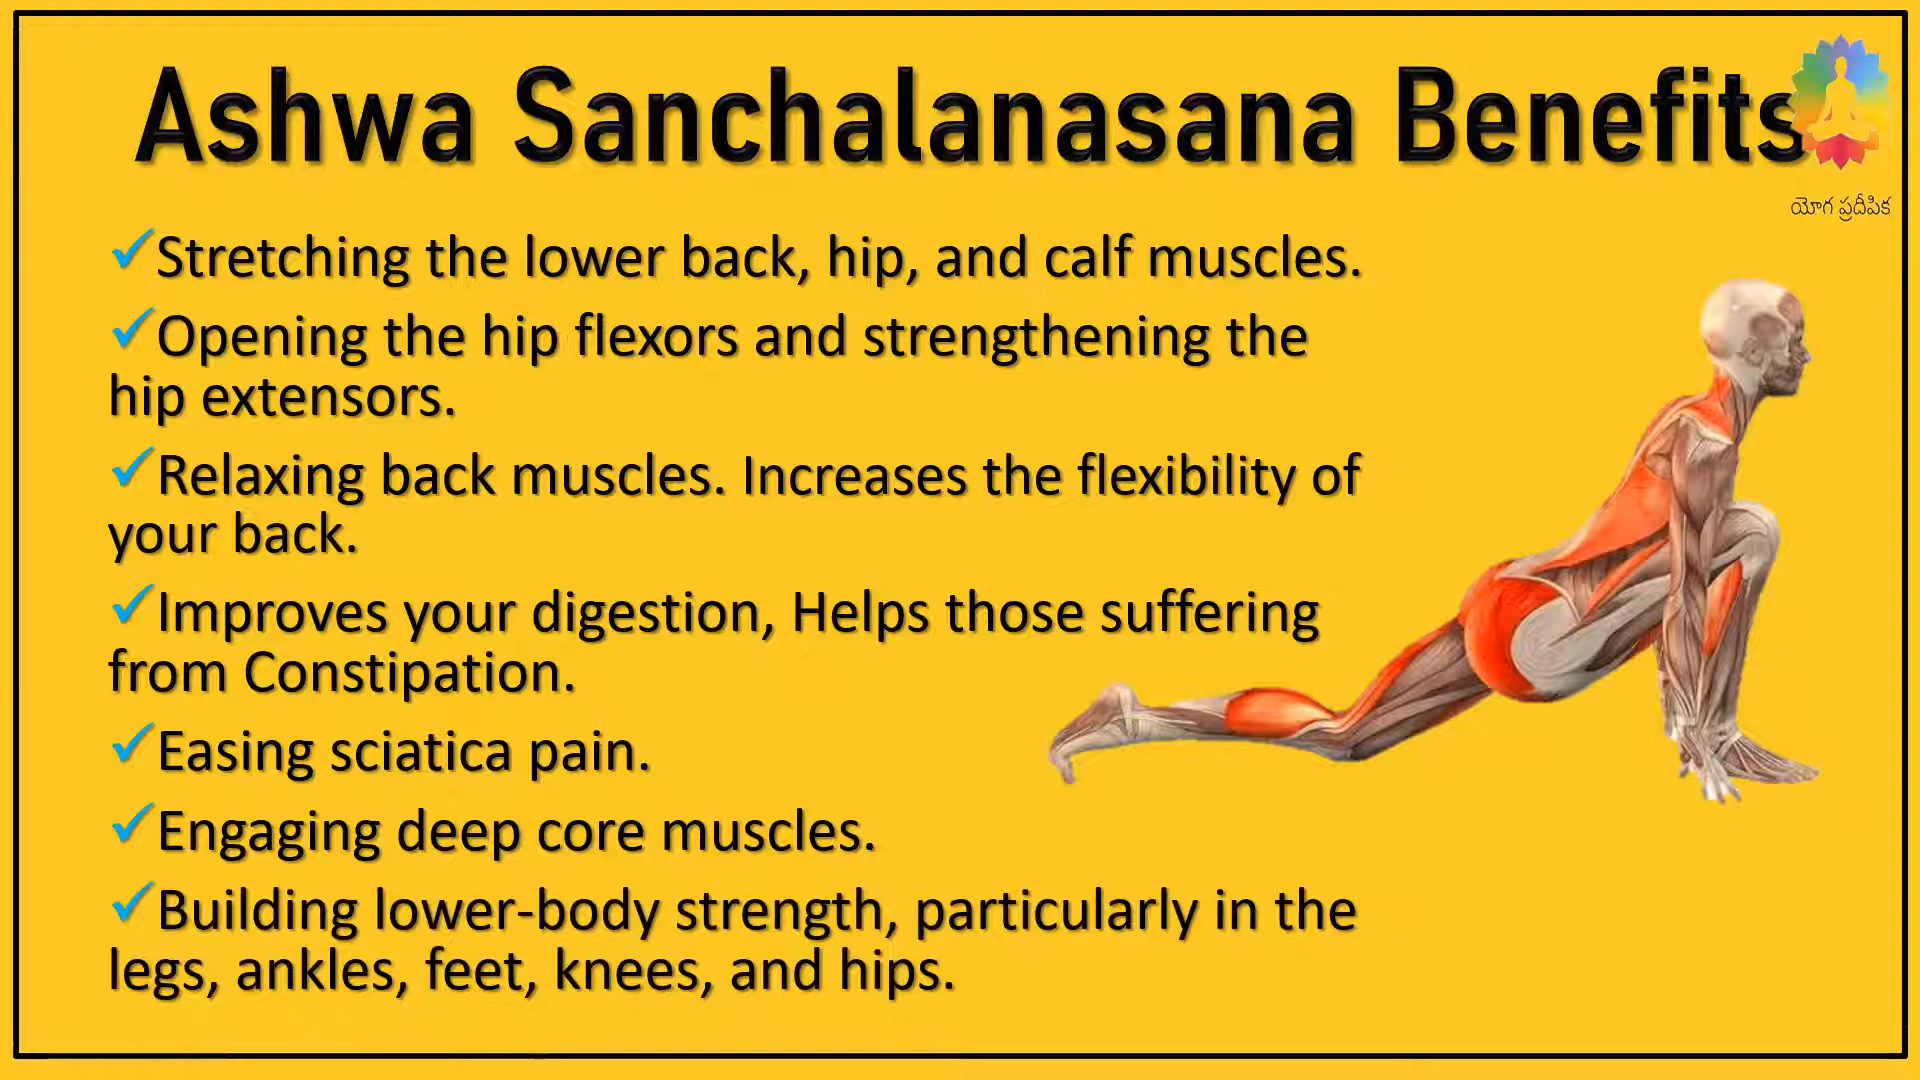 Ashwa Sanchalanasana Benefits
యోగ ప్రదీపిక
✓Stretching the lower back, hip, and calf muscles.
✓Opening the hip flexors and strengthening the
hip extensors.
✓Relaxing back muscles. Increases the flexibility of
your back.
✓Improves your digestion, Helps those suffering
from Constipation.
✓Easing sciatica pain.
✓Engaging deep core muscles.
✓Building lower-body strength, particularly in the
legs, ankles, feet, knees, and hips.